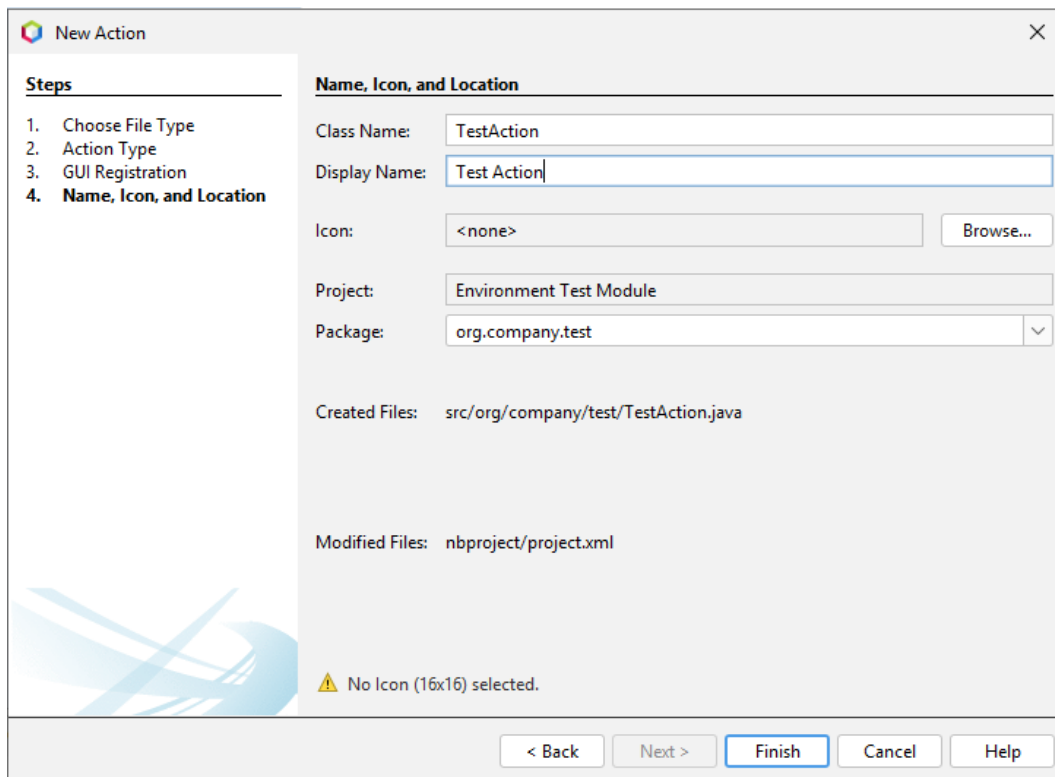 New Action
Steps
1. Choose File Type
2. Action Type
3. GUI Registration
4. Name, Icon, and Location
Name, Icon, and Location
Class Name: TestAction
Display Name: Test Action
Icon: <none> Browse...
Project: Environment Test Module
Package: org.company.test
Created Files: src/org/company/test/TestAction.java
Modified Files: nbproject/project.xml
No Icon (16x16) selected.
< Back Next > Finish Cancel Help